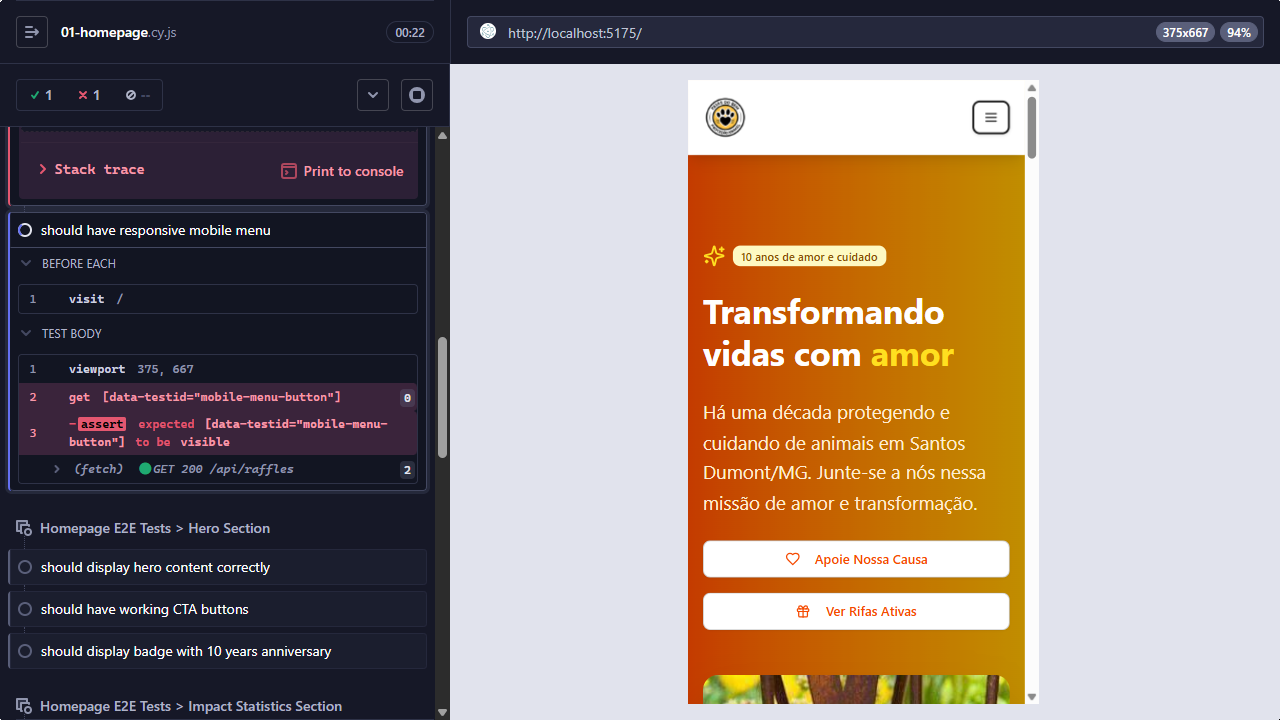 01-homepage.cy.js
00:22
http://localhost:5175/
375x667
94%
1
1
--
Stack trace
Print to console
should have responsive mobile menu
BEFORE EACH
1 visit /
TEST BODY
1 viewport 375, 667
2 get [data-testid="mobile-menu-button"] 0
3 -assert expected [data-testid="mobile-menu-
button"] to be visible
(fetch) GET 200 /api/raffles 2
Homepage E2E Tests > Hero Section
should display hero content correctly
should have working CTA buttons
should display badge with 10 years anniversary
Homepage E2E Tests > Impact Statistics Section
10 anos de amor e cuidado
Transformando
vidas com amor
Há uma década protegendo e
cuidando de animais em Santos
Dumont/MG. Junte-se a nós nessa
missão de amor e transformação.
Apoie Nossa Causa
Ver Rifas Ativas